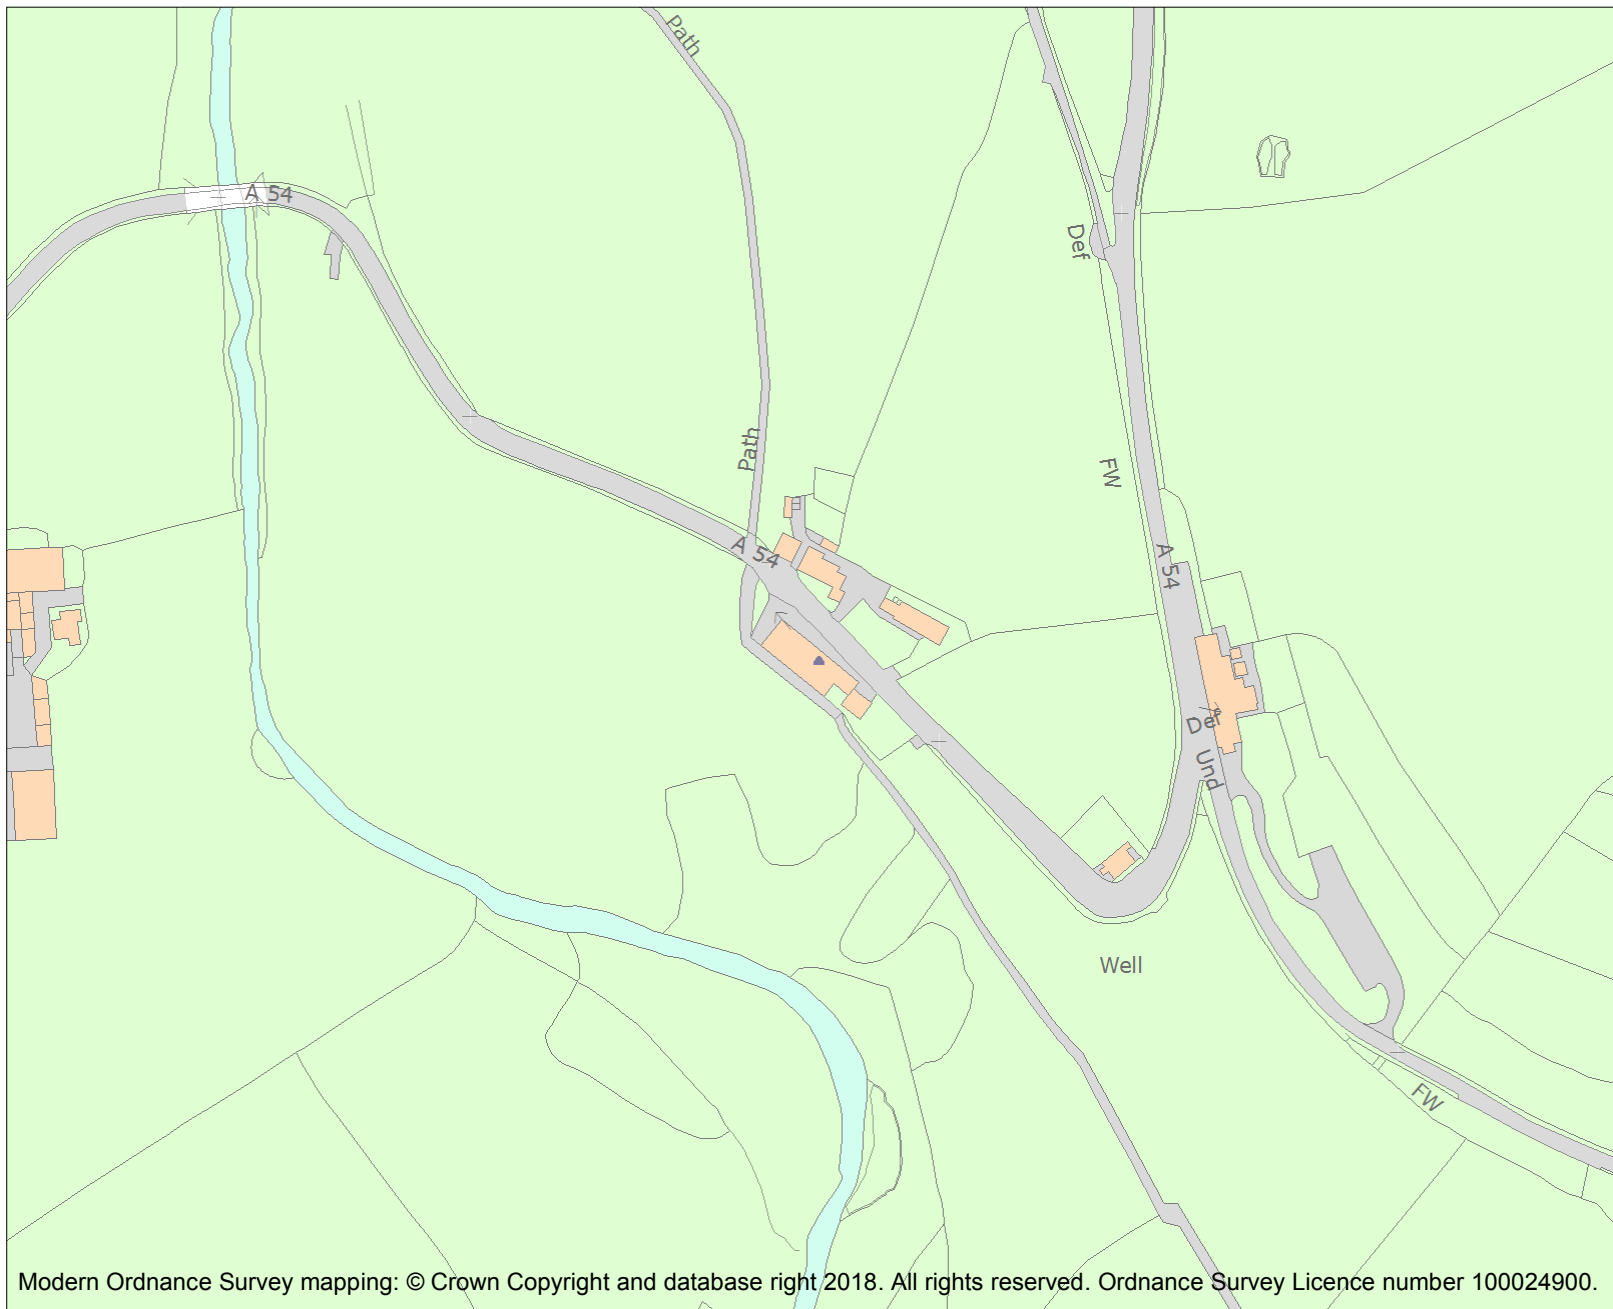 Path
A 54
Def
Path
FW
A 54
A 54
Def
Und
Well
FW
Modern Ordnance Survey mapping: © Crown Copyright and database right 2018. All rights reserved. Ordnance Survey Licence number 100024900.